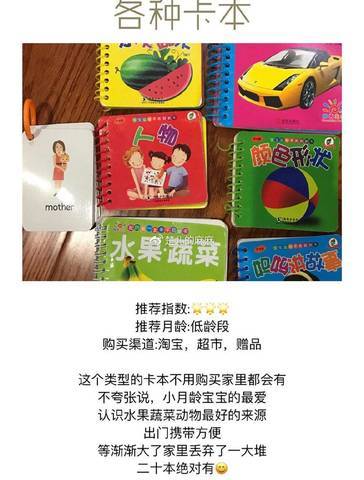 各种卡本
水果
人物
颜色形状
mother
水果·蔬菜
故事
推荐指数:🌟🌟🌟
推荐月龄:低龄段
购买渠道:淘宝，超市，赠品
这个类型的卡本不用购买家里都会有
不夸张说，小月龄宝宝的最爱
认识水果蔬菜动物最好的来源
出门携带方便
等渐渐大了家里丢弃了一大堆
二十本绝对有😄